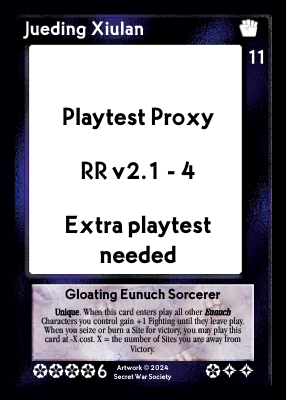 Jueding Xiulan
11
Playtest Proxy
RR v2.1 - 4
Extra playtest
needed
Gloating Eunuch Sorcerer
Unique. When this card enters play all other Eunuch
Characters you control gain +1 Fighting until they leave play.
When you seize or burn a Site for victory, you may play this
card at -X cost. X = the number of Sites you are away from
Victory.
6
Artwork © 2024
Secret War Society